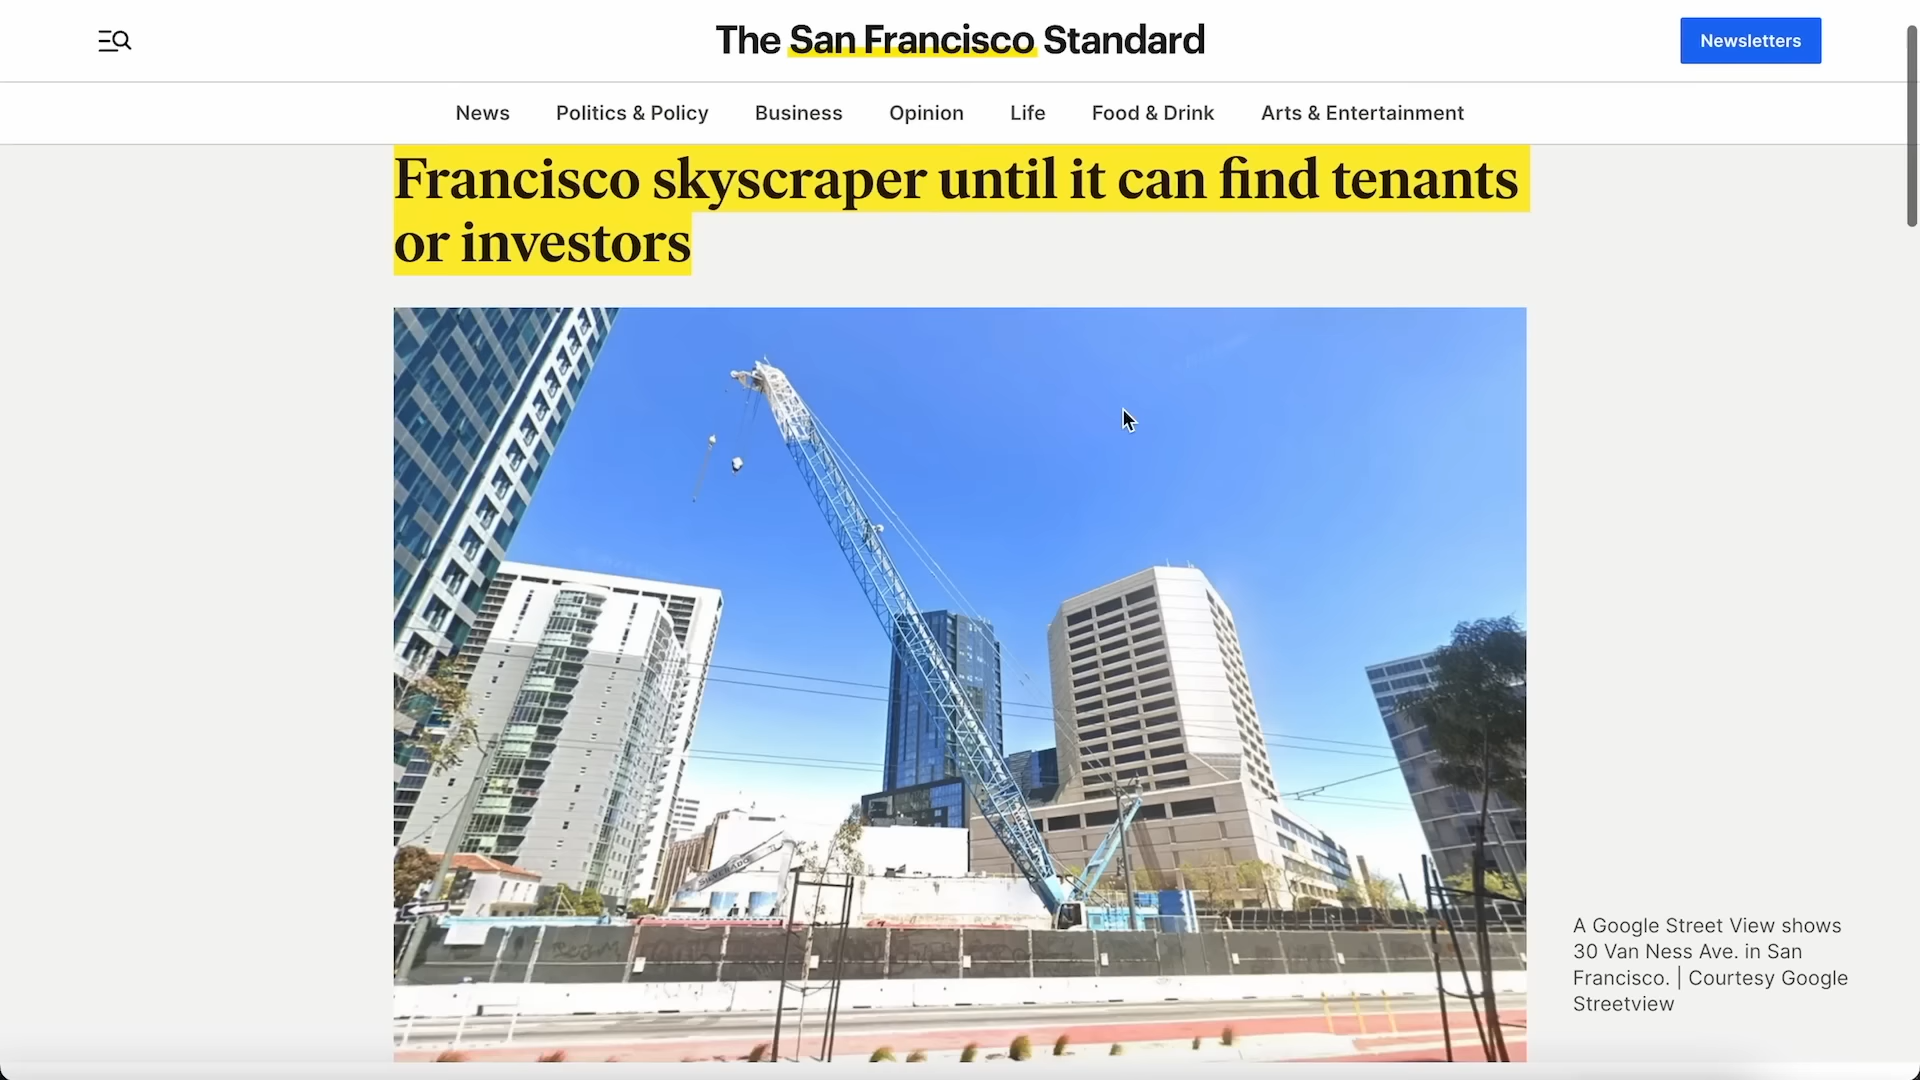 The San Francisco Standard
Newsletters
News Politics & Policy Business Opinion Life Food & Drink Arts & Entertainment
Francisco skyscraper until it can find tenants
or investors
SILVERADO
A Google Street View shows
30 Van Ness Ave. in San
Francisco. | Courtesy Google
Streetview